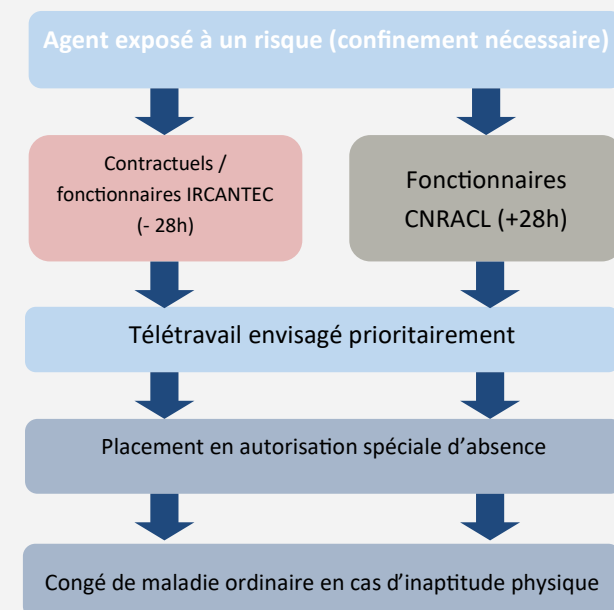 Agent exposé à un risque (confinement nécessaire)
Contractuels /
fonctionnaires IRCANTEC
(- 28h)
Fonctionnaires
CNRACL (+28h)
Télétravail envisagé prioritairement
Placement en autorisation spéciale d’absence
Congé de maladie ordinaire en cas d’inaptitude physique